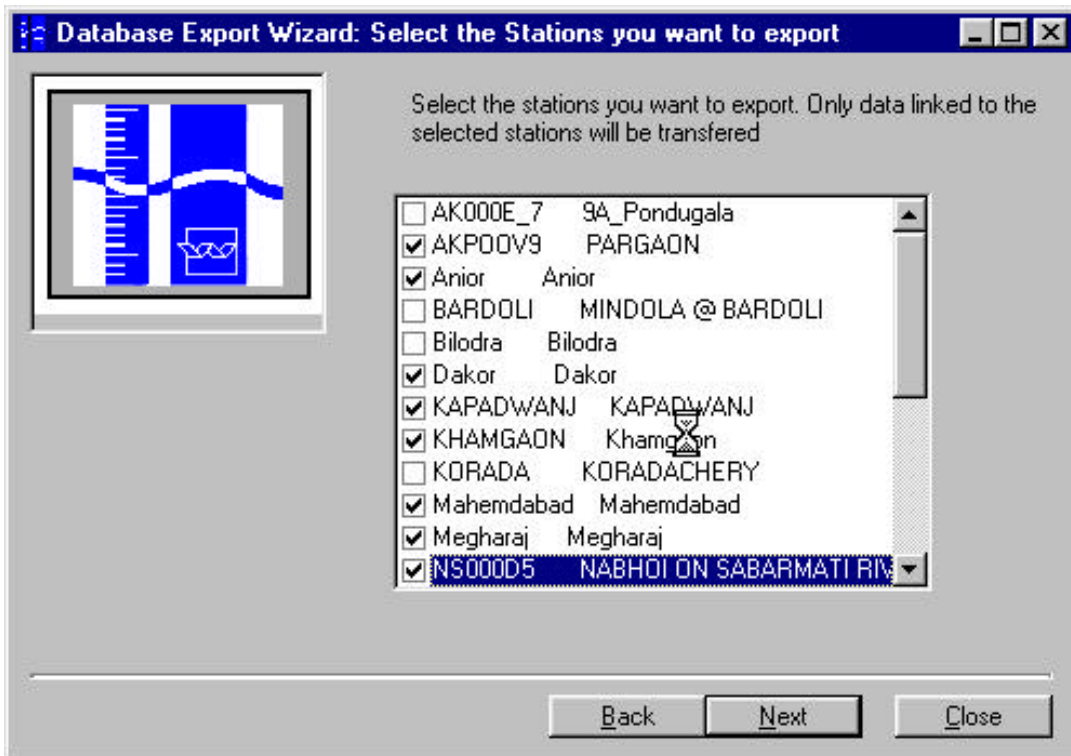 Database Export Wizard: Select the Stations you want to export
Select the stations you want to export. Only data linked to the
selected stations will be transfered
AK000E_7 9A_Pondugala
AKP00V9 PARGAON
Anior Anior
BARDOLI MINDOLA @ BARDOLI
Bilodra Bilodra
Dakor Dakor
KAPADWANJ KAPADWANJ
KHAMGAON Khamgaon
KORADA KORADACHERY
Mahemdabad Mahemdabad
Megharaj Megharaj
NS000D5 NABHOI ON SABARMATI RIV
Back Next Close